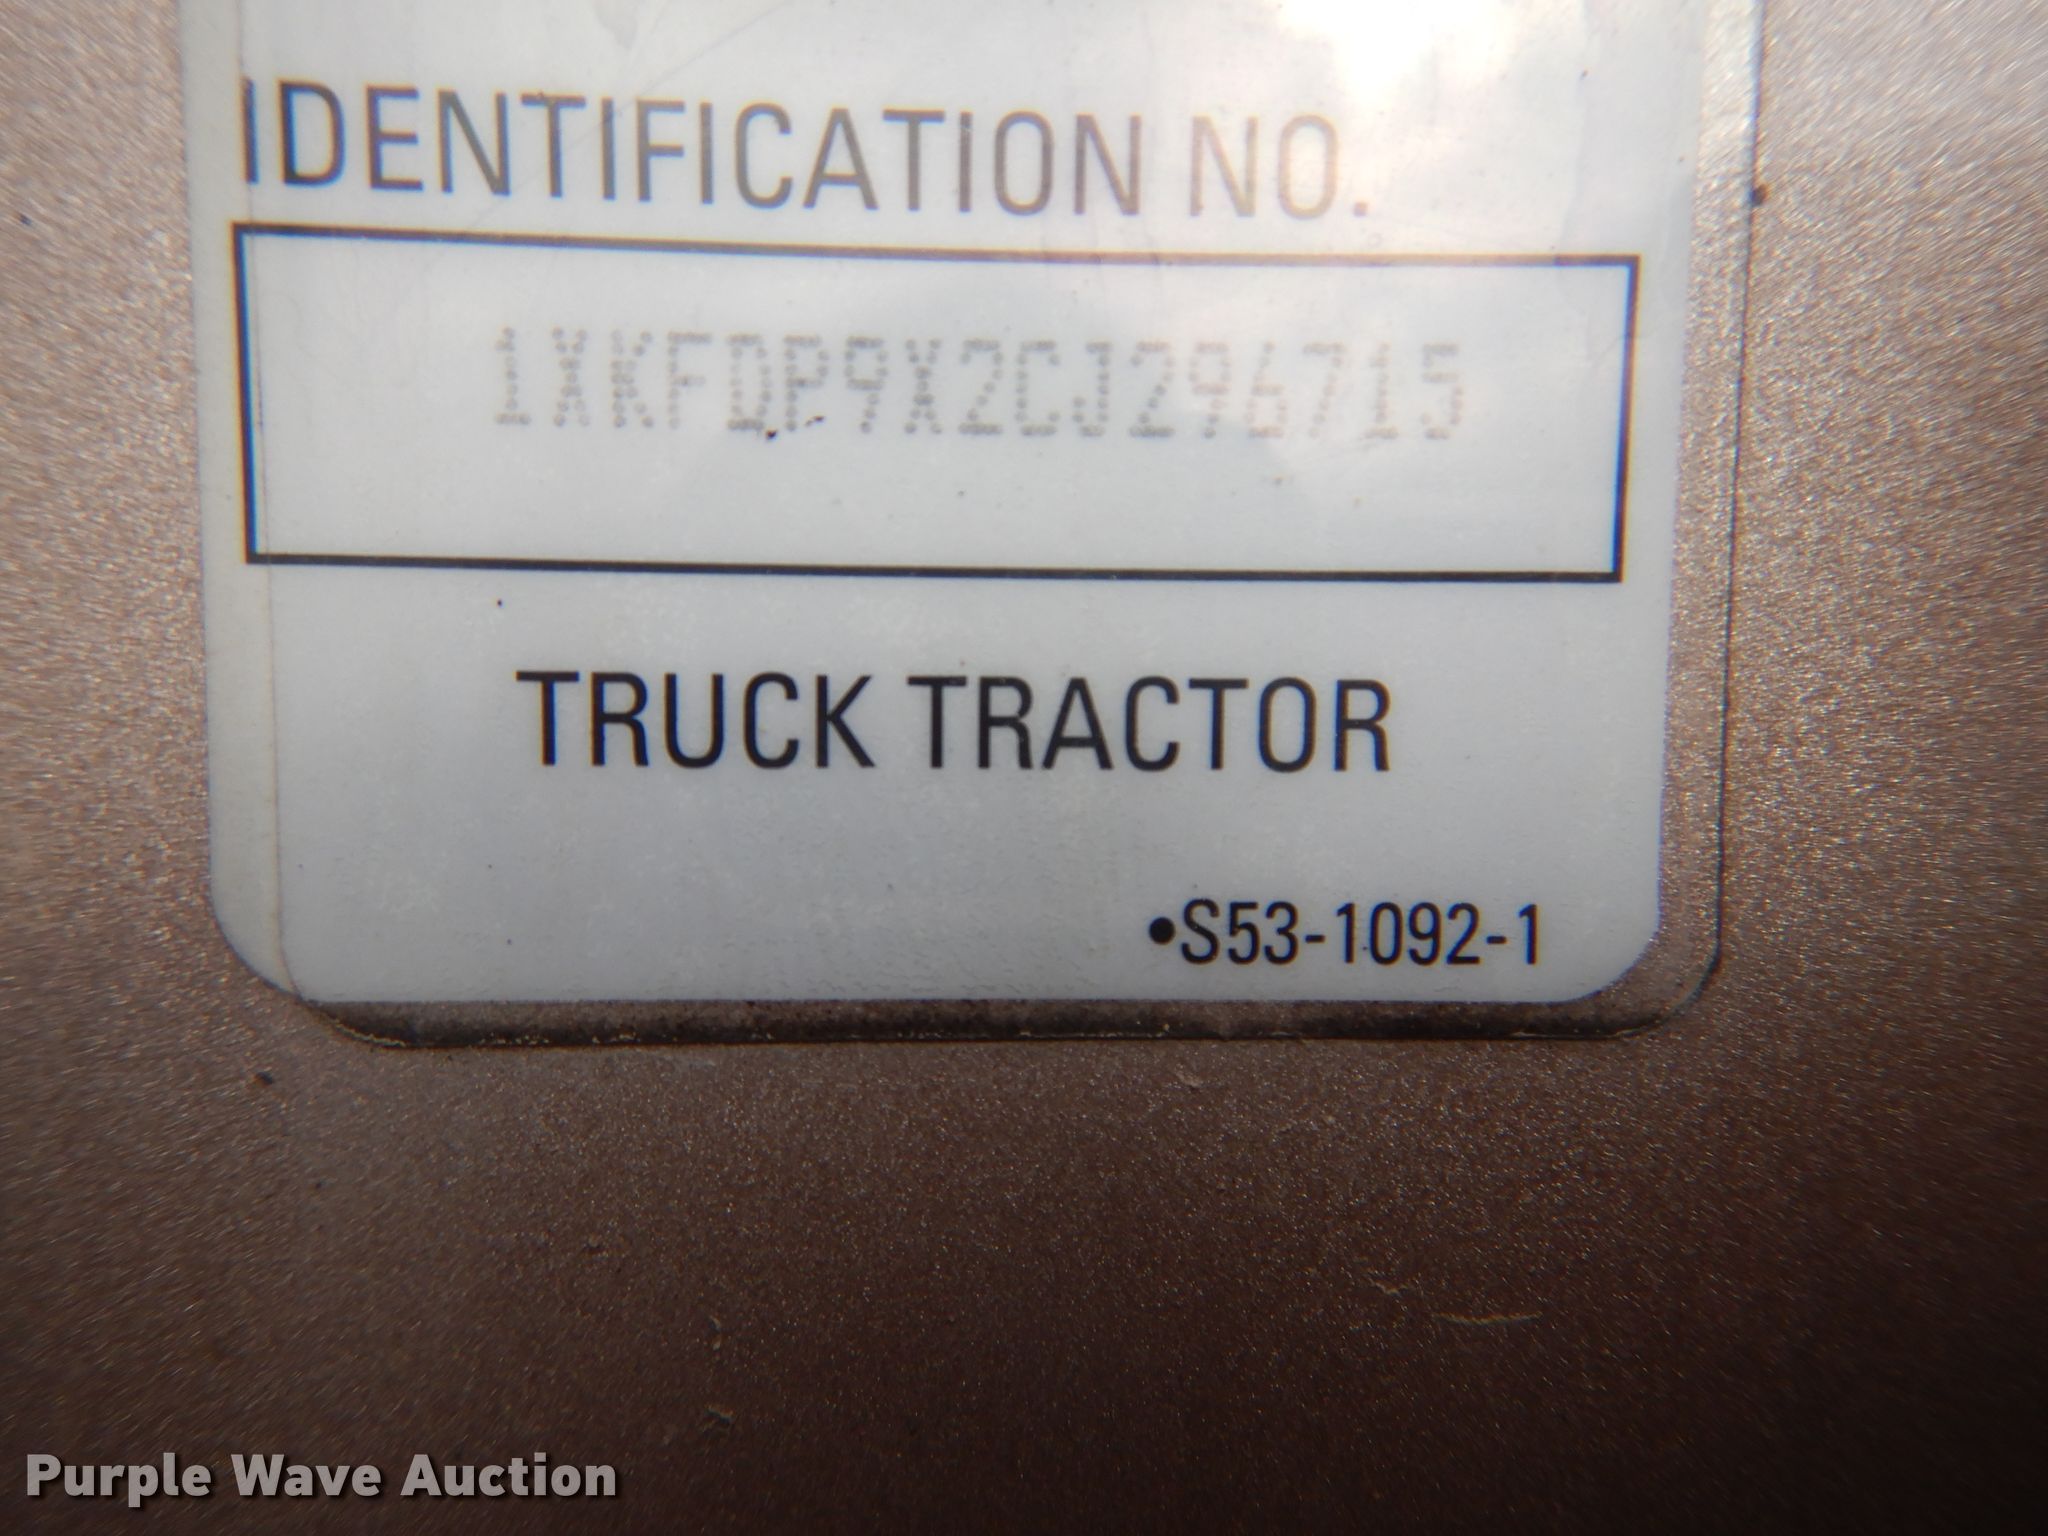 IDENTIFICATION NO.
1XKFDP9X2CJ296715
TRUCK TRACTOR
•S53-1092-1
Purple Wave Auction